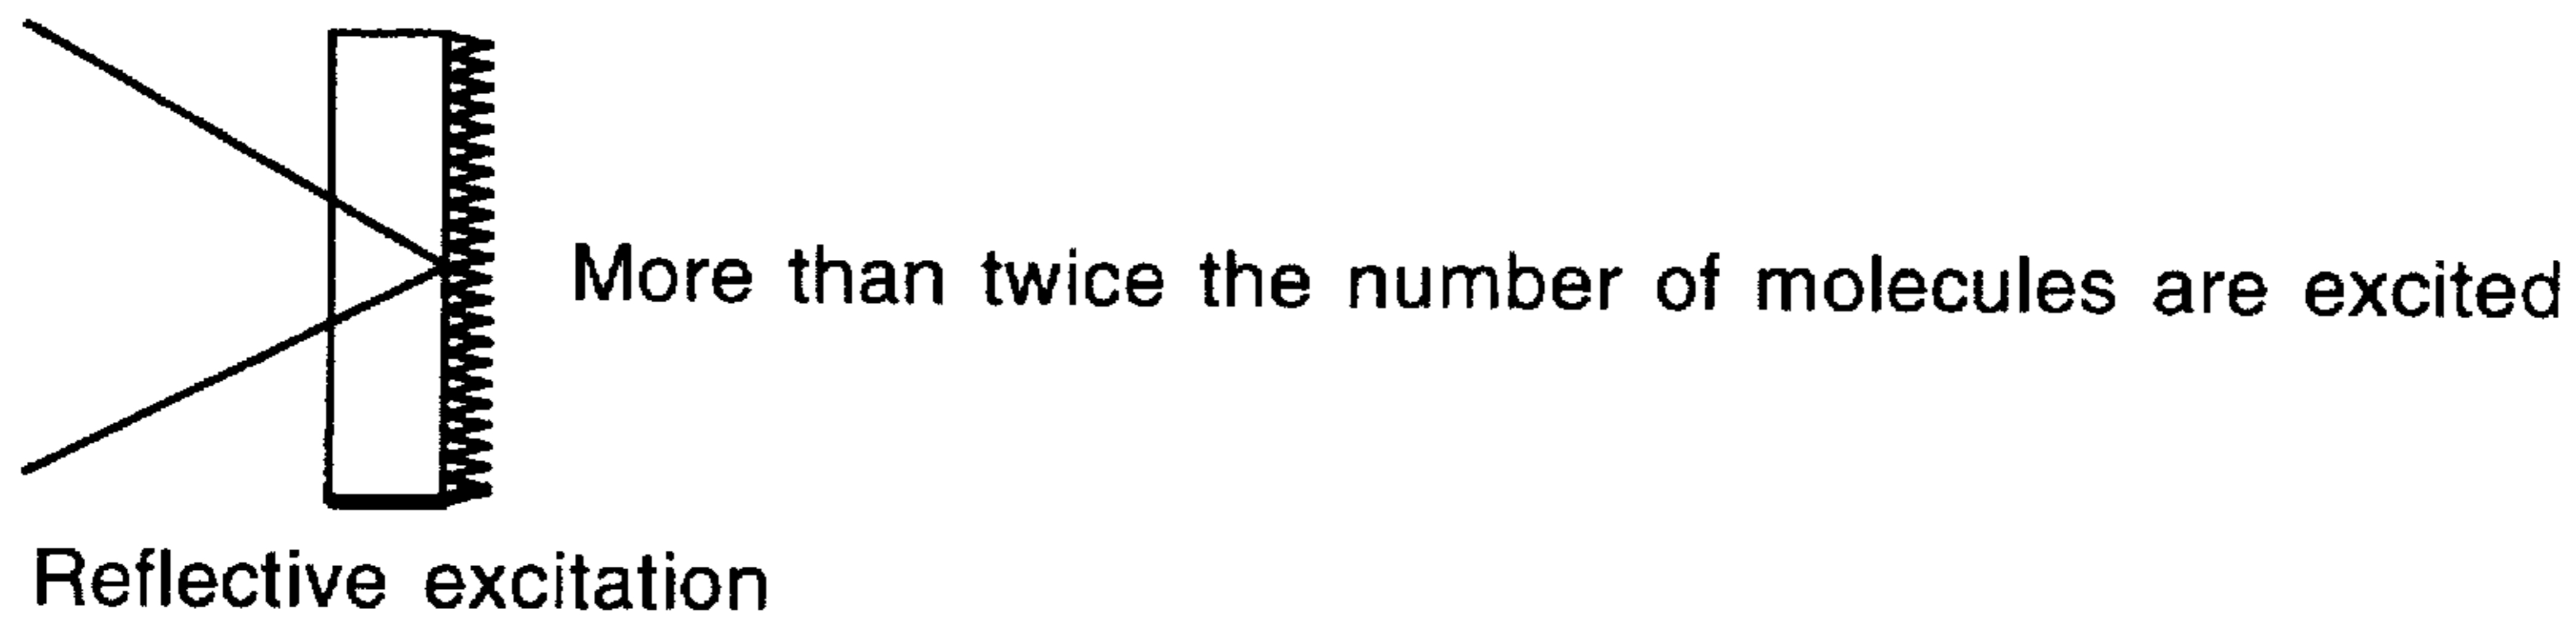 More than twice the number of molecules are excited
Reflective excitation